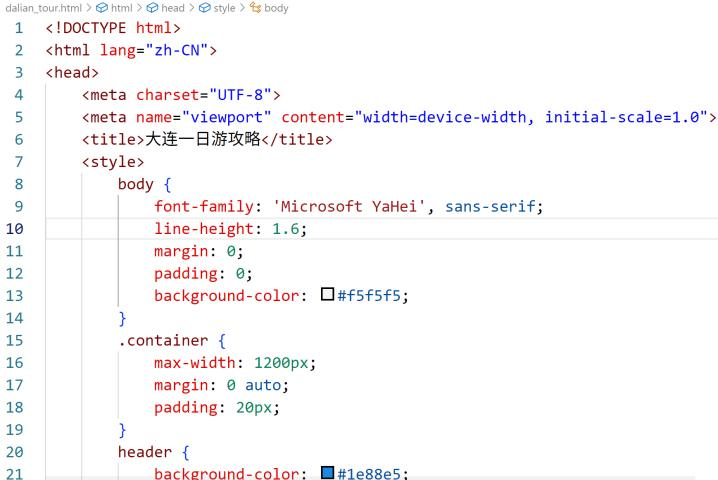 dalian_tour.html > html > head > style > body
1 <!DOCTYPE html>
2 <html lang="zh-CN">
3 <head>
4 <meta charset="UTF-8">
5 <meta name="viewport" content="width=device-width, initial-scale=1.0">
6 <title>大连一日游攻略</title>
7 <style>
8 body {
9 font-family: 'Microsoft YaHei', sans-serif;
10 line-height: 1.6;
11 margin: 0;
12 padding: 0;
13 background-color: #f5f5f5;
14 }
15 .container {
16 max-width: 1200px;
17 margin: 0 auto;
18 padding: 20px;
19 }
20 header {
21 background-color: #1e88e5;